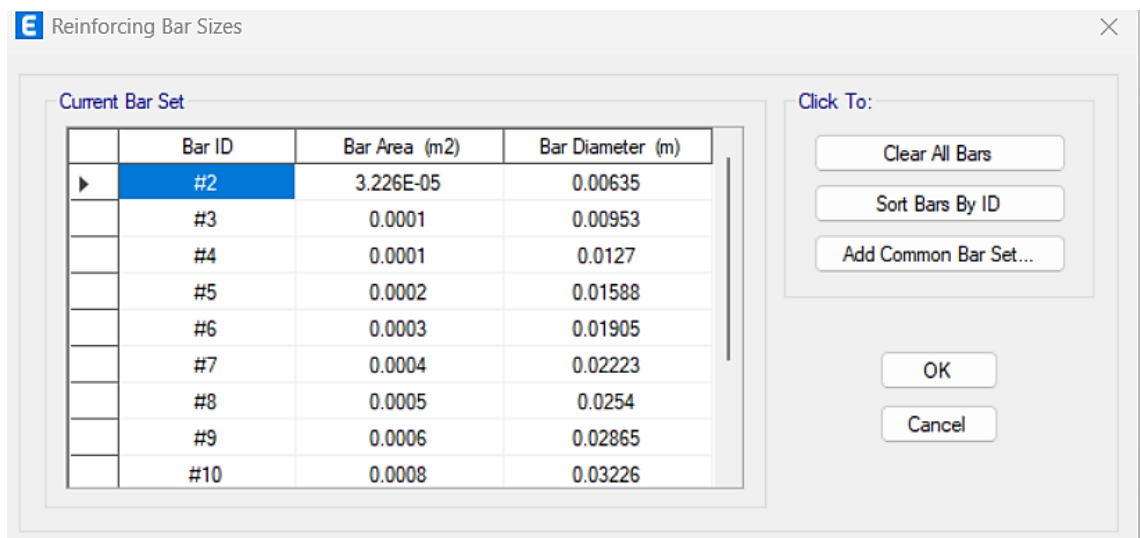 E Reinforcing Bar Sizes
Current Bar Set
Bar ID Bar Area (m2) Bar Diameter (m)
#2 3.226E-05 0.00635
#3 0.0001 0.00953
#4 0.0001 0.0127
#5 0.0002 0.01588
#6 0.0003 0.01905
#7 0.0004 0.02223
#8 0.0005 0.0254
#9 0.0006 0.02865
#10 0.0008 0.03226
Click To:
Clear All Bars
Sort Bars By ID
Add Common Bar Set...
OK
Cancel